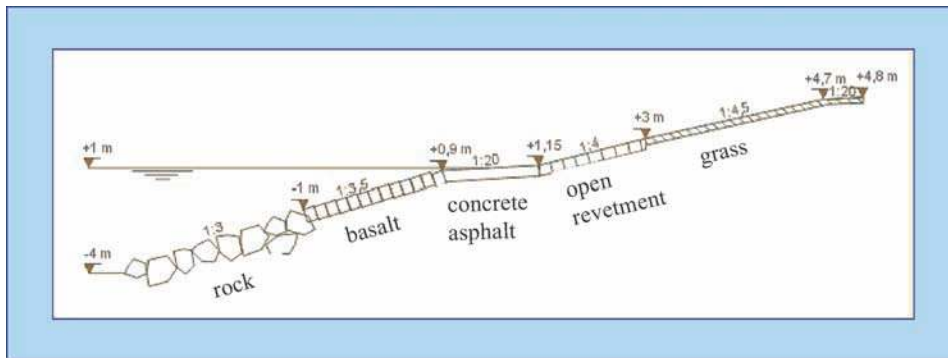 +4,7 m +4,8 m
1:20
+1 m
+0,9 m
1:20
+1,15
1:4
+3 m
1:4,5
grass
-1 m
1:3,5
basalt
concrete
asphalt
open
revetment
-4 m
1:3
rock